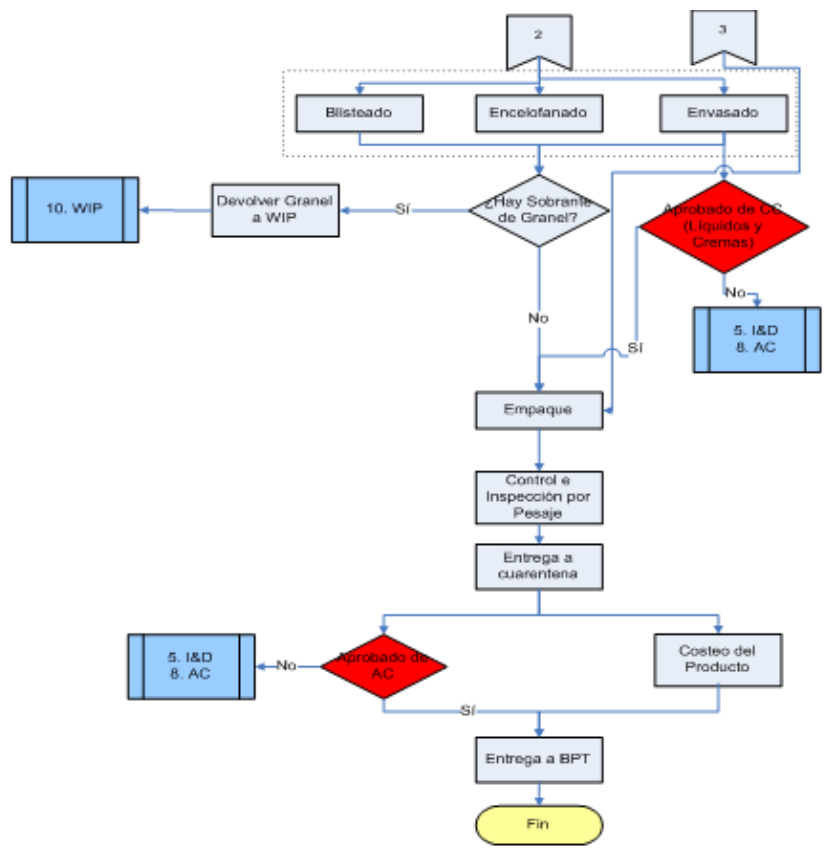 2
3
Blisteado
Encelofanado
Envasado
10. WIP
Devolver Granel
a WIP
Sí
¿Hay Sobrante
de Granel?
Aprobado de CC
(Líquidos y
Cremas)
No
No
5. I&D
8. AC
Sí
Empaque
Control e
Inspección por
Pesaje
Entrega a
cuarentena
5. I&D
8. AC
No
Aprobado de
AC
Costeo del
Producto
Sí
Entrega a BPT
Fin